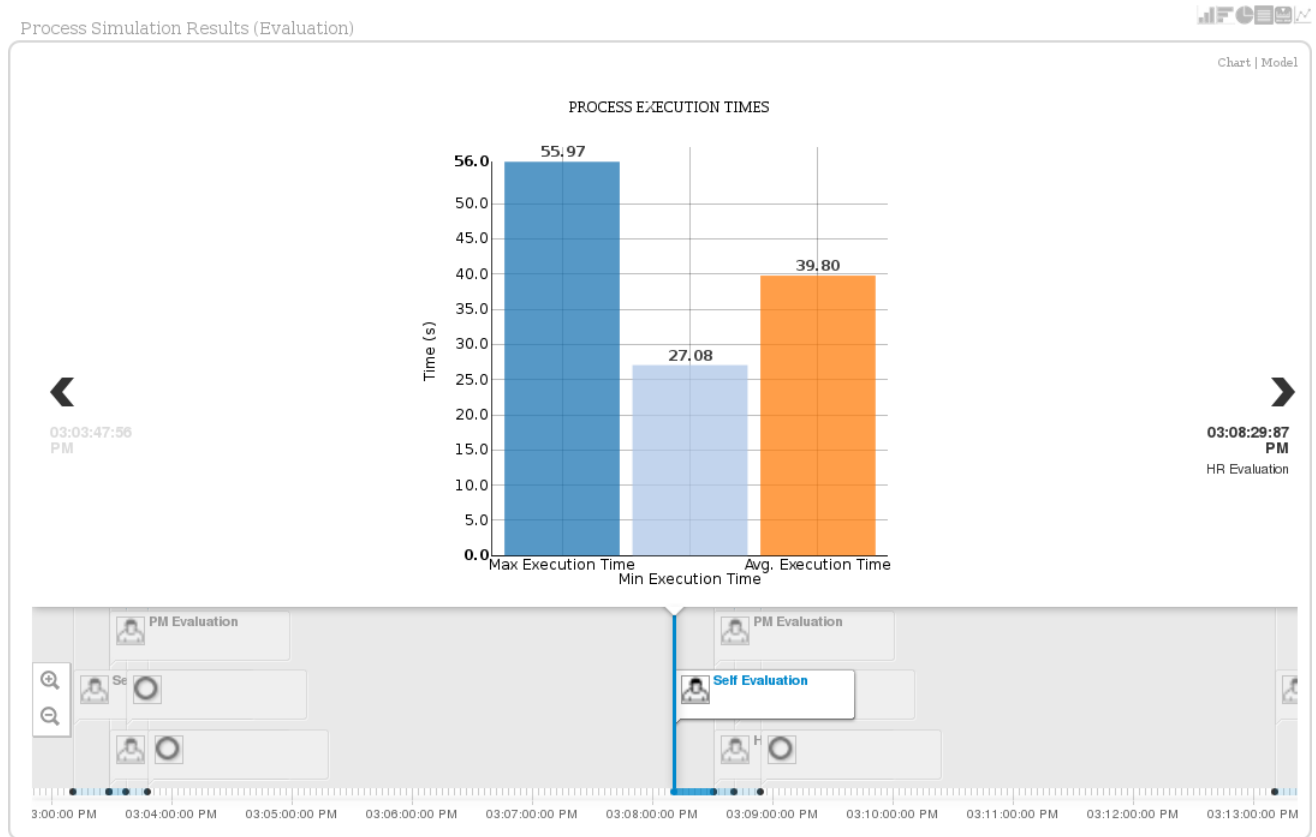 Process Simulation Results (Evaluation)
Chart | Model
PROCESS EXECUTION TIMES
56.0
50.0
45.0
40.0
35.0
30.0
25.0
20.0
15.0
10.0
5.0
0.0
Time (s)
55.97
27.08
39.80
Max Execution Time
Min Execution Time
Avg. Execution Time
03:03:47:56
PM
03:08:29:87
PM
HR Evaluation
PM Evaluation
PM Evaluation
Se
Self Evaluation
H
3:00:00 PM
03:04:00:00 PM
03:05:00:00 PM
03:06:00:00 PM
03:07:00:00 PM
03:08:00:00 PM
03:09:00:00 PM
03:10:00:00 PM
03:11:00:00 PM
03:12:00:00 PM
03:13:00:00 PM